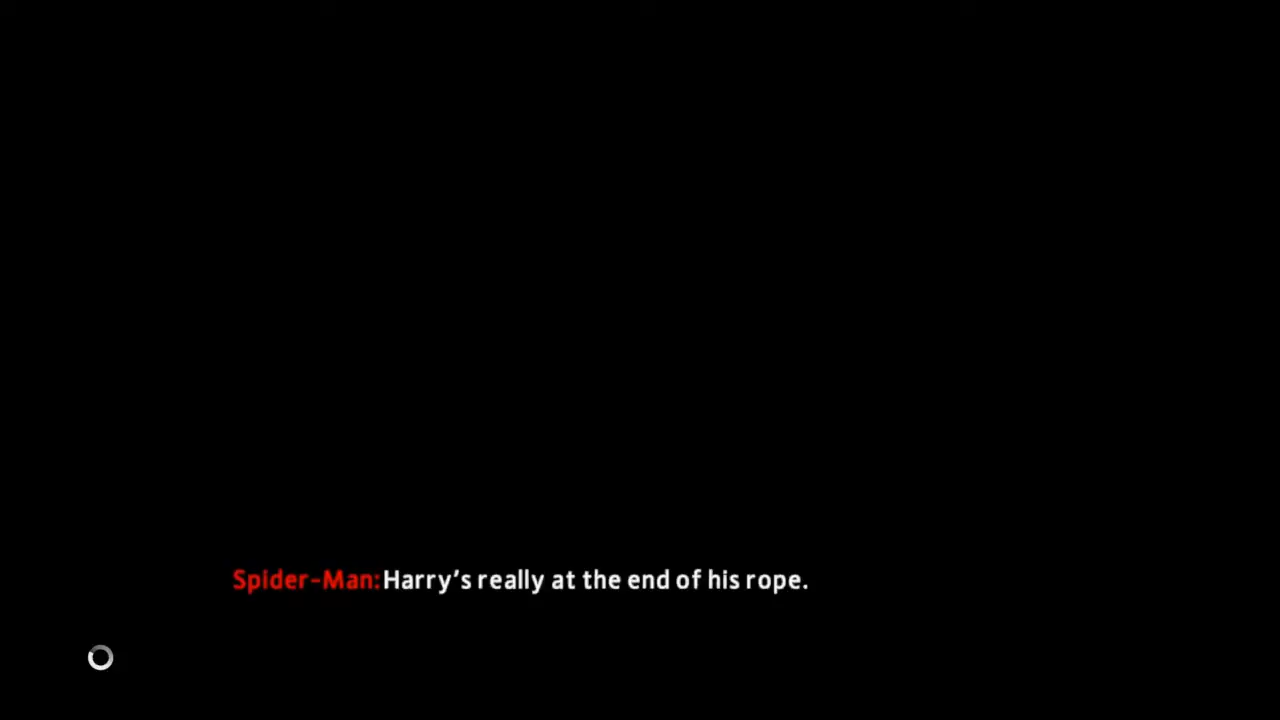 Spider-Man: Harry's really at the end of his rope.